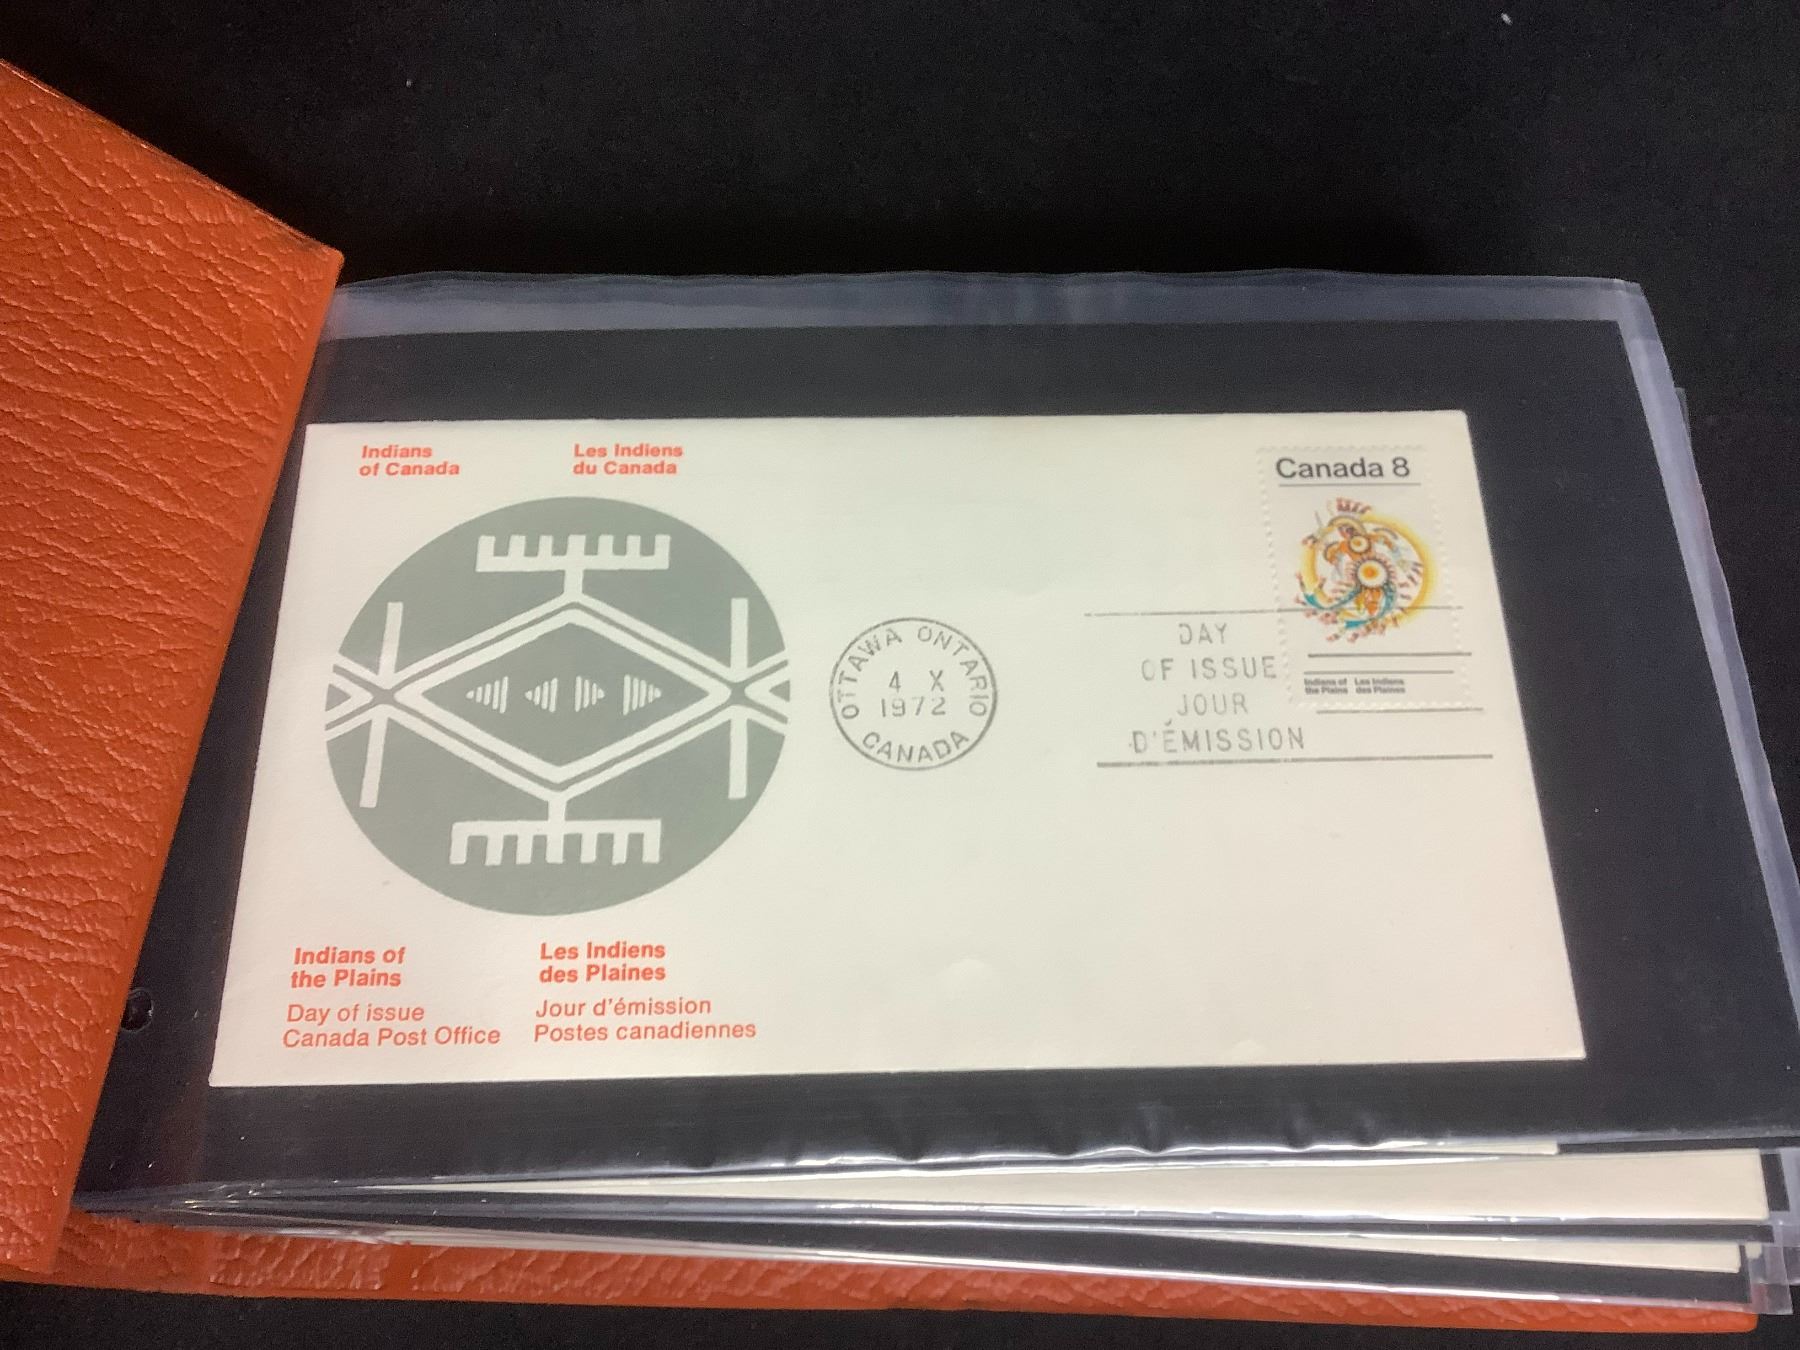 Indians
of Canada
Les Indiens
du Canada
Canada 8
Indians of
the Plains
Les Indiens
des Plaines
OTTAWA ONTARIO
4 X
1972
CANADA
DAY
OF ISSUE
JOUR
D'ÉMISSION
Indians of
the Plains
Day of issue
Canada Post Office
Les Indiens
des Plaines
Jour d'émission
Postes canadiennes